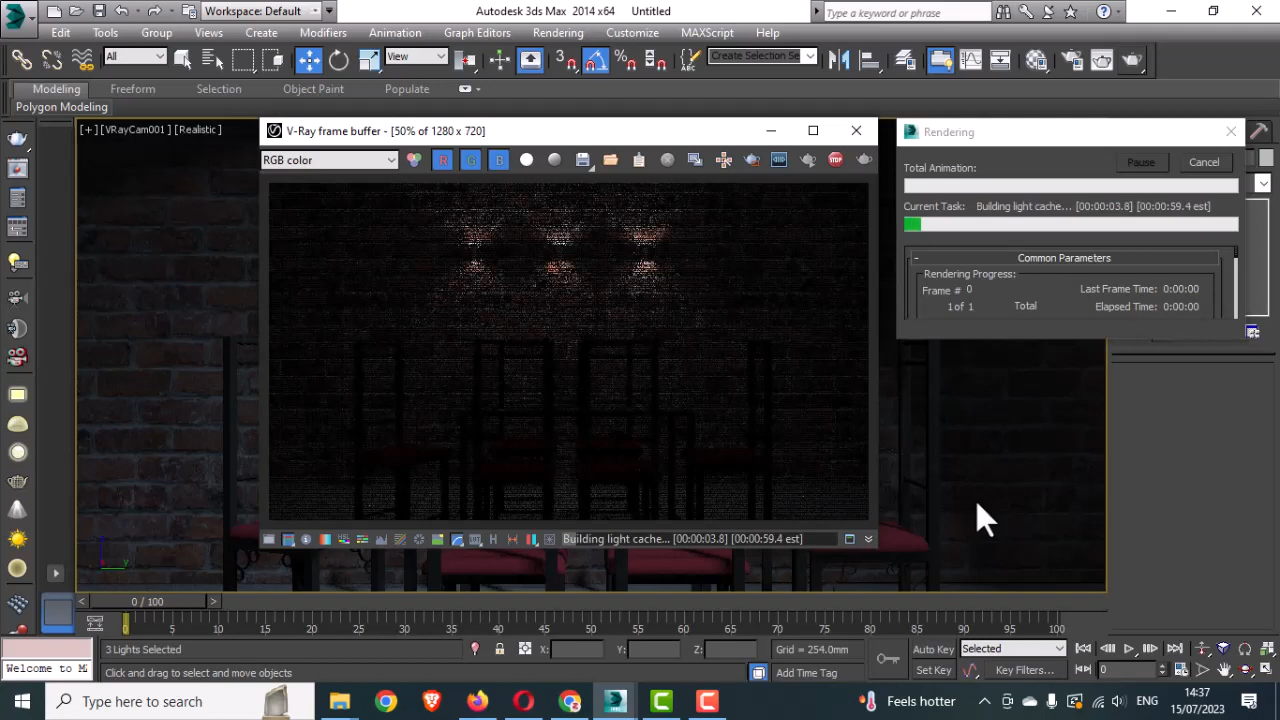 Workspace: Default
Autodesk 3ds Max 2014 x64 Untitled
Type a keyword or phrase
Edit Tools Group Views Create Modifiers Animation Graph Editors Rendering Customize MAXScript Help
All
View
3
Create Selection Se
Modeling Freeform Selection Object Paint Populate
Polygon Modeling
[+] [VRayCam001 ] [Realistic ]
V-Ray frame buffer - [50% of 1280 x 720]
RGB color
R G B
STOP
Building light cache... [00:00:03.8] [00:00:59.4 est]
Rendering
Total Animation:
Pause
Cancel
Current Task: Building light cache... [00:00:03.8] [00:00:59.4 est]
- Common Parameters
Rendering Progress:
Frame # 0
Last Frame Time: 0:00:00
1 of 1 Total
Elapsed Time: 0:00:00
z
y
< 0 / 100 >
0 5 10 15 20 25 30 35 40 45 50 55 60 65 70 75 80 85 90 95 100
3 Lights Selected
X: Y: Z:
Grid = 254.0mm
Auto Key
Selected
Welcome to M
Click and drag to select and move objects
Add Time Tag
Set Key
Key Filters...
0
Type here to search
Feels hotter
ENG
14:37
15/07/2023